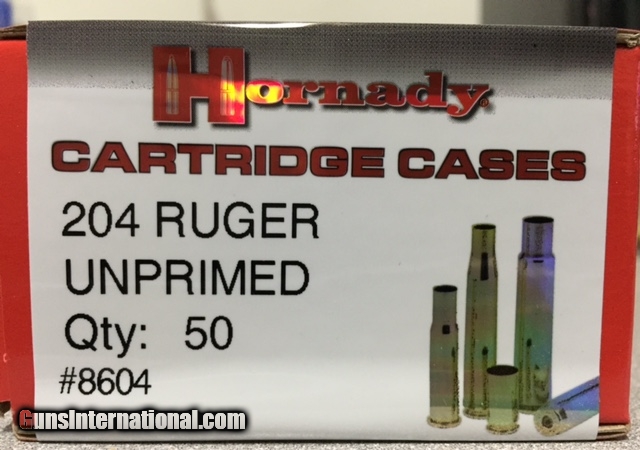 Hornady®
CARTRIDGE CASES
204 RUGER
UNPRIMED
Qty: 50
#8604
GunsInternational.com